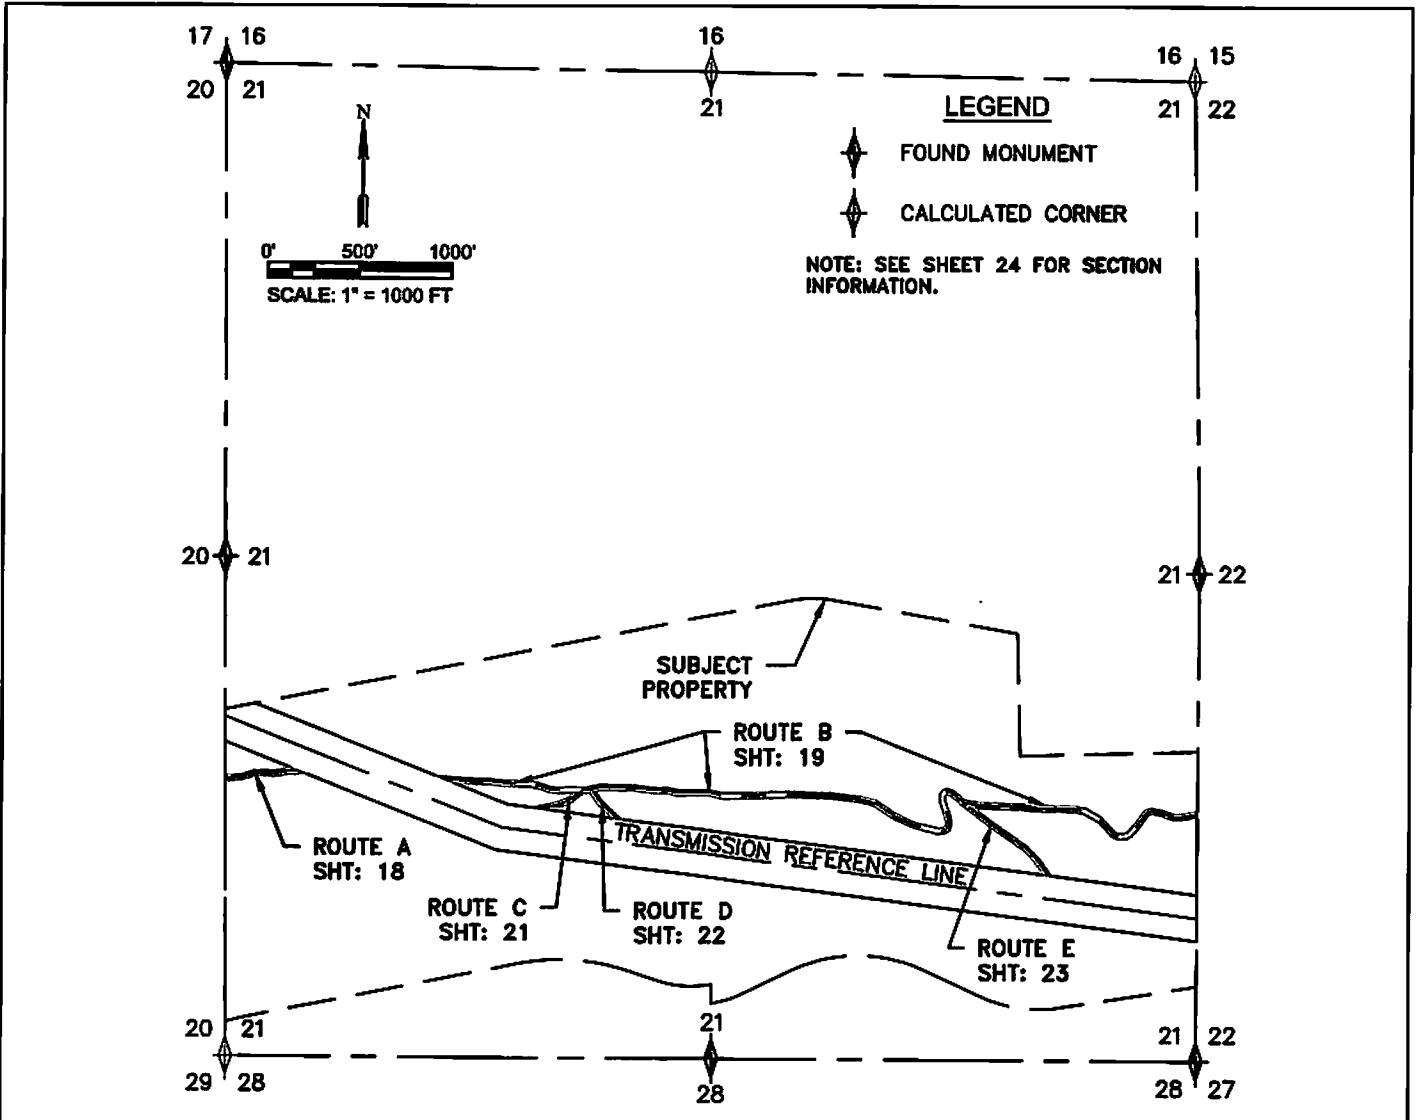 17 16
16
16 15
20 21
21
21 22
N
LEGEND
FOUND MONUMENT
CALCULATED CORNER
0' 500' 1000'
SCALE: 1" = 1000 FT
NOTE: SEE SHEET 24 FOR SECTION
INFORMATION.
20 21
21 22
SUBJECT
PROPERTY
ROUTE B
SHT: 19
ROUTE A
SHT: 18
TRANSMISSION REFERENCE LINE
ROUTE C
SHT: 21
ROUTE D
SHT: 22
ROUTE E
SHT: 23
20 21
21
21 22
29 28
28
28 27